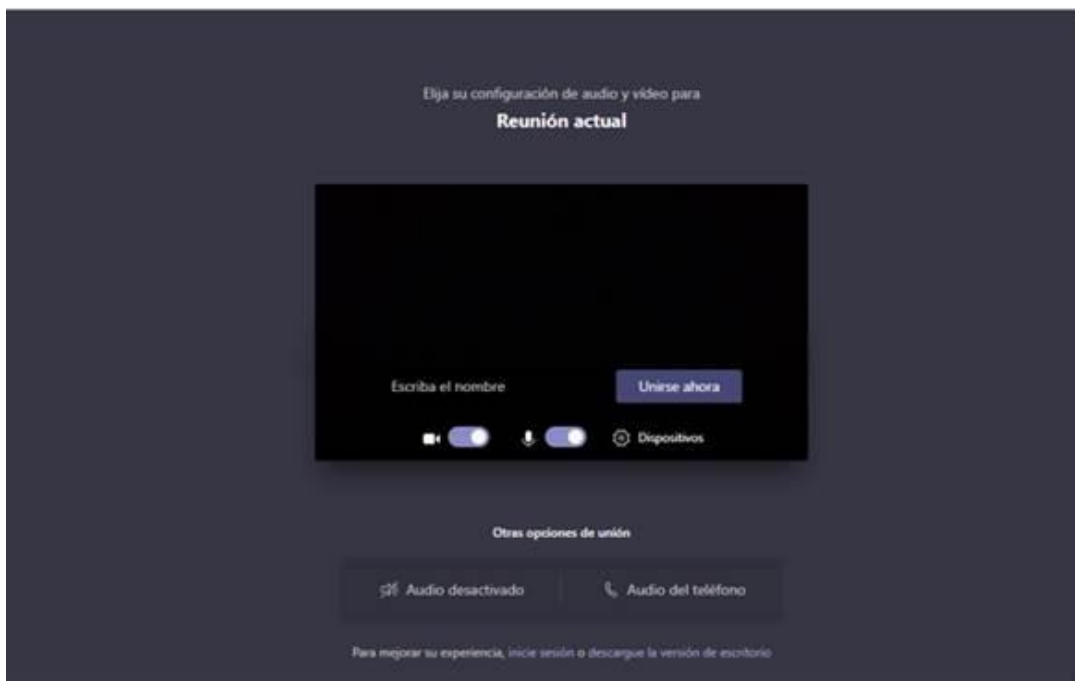 Elija su configuración de audio y vídeo para
Reunión actual
Escriba el nombre
Unirse ahora
Dispositivos
Otras opciones de unión
Audio desactivado
Audio del teléfono
Para mejorar su experiencia, inicie sesión o descargue la versión de escritorio